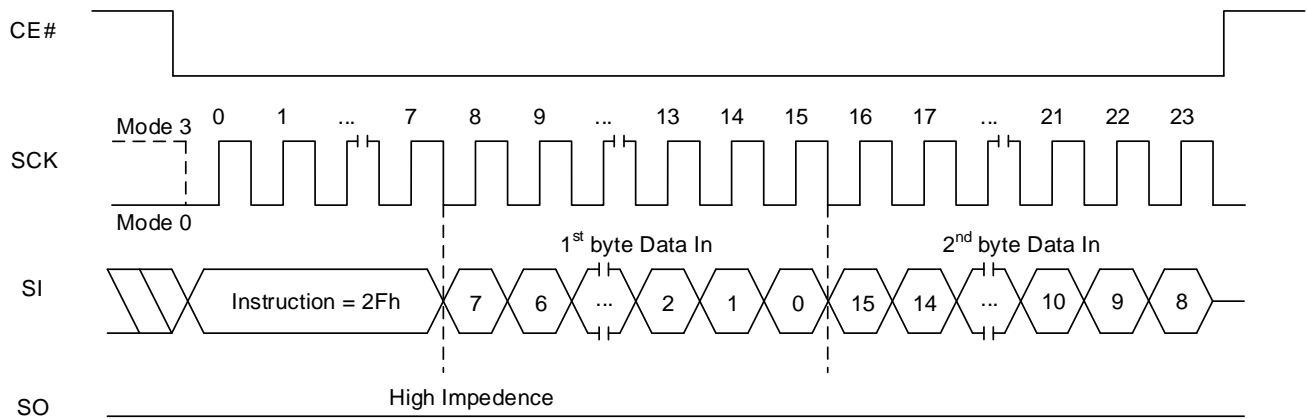 CE#
0 1 ... 7 8 9 ... 13 14 15 16 17 ... 21 22 23
Mode 3
SCK
Mode 0
1st byte Data In 2nd byte Data In
SI
Instruction = 2Fh 7 6 ... 2 1 0 15 14 ... 10 9 8
High Impedence
SO